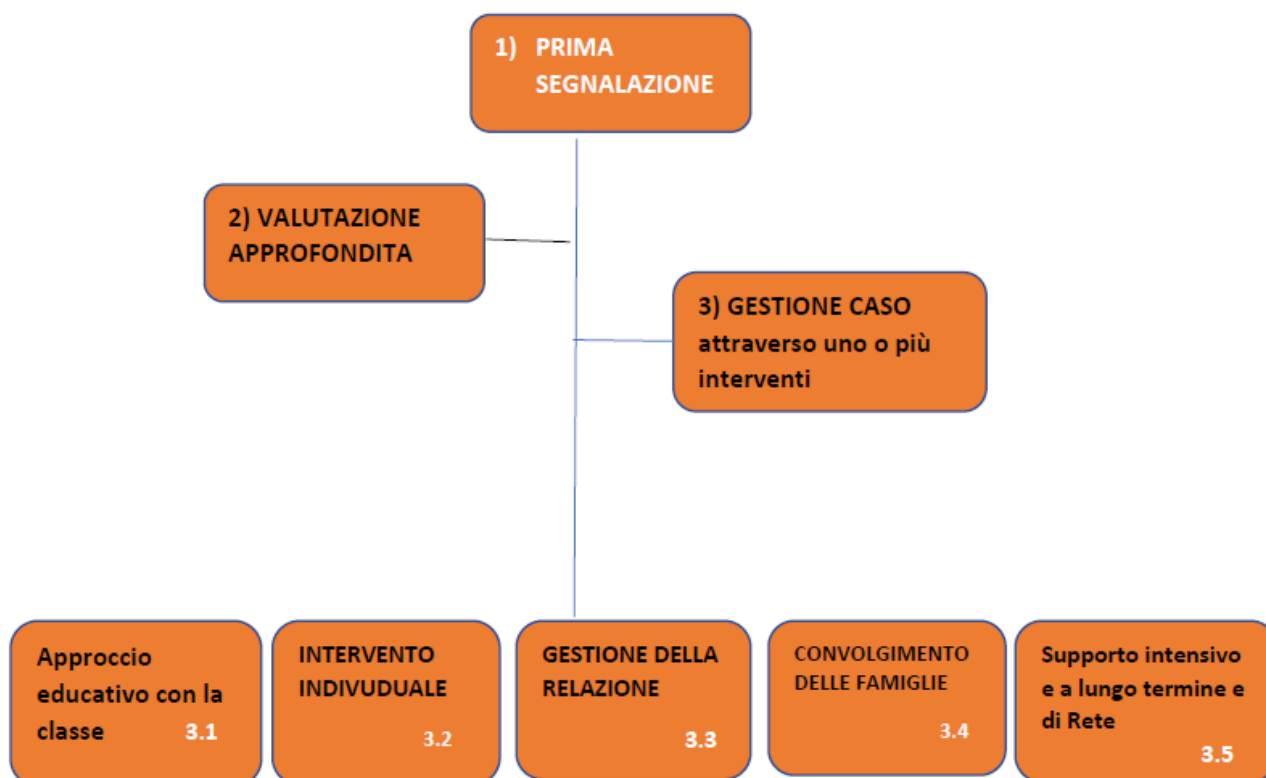 1) PRIMA
SEGNALAZIONE
2) VALUTAZIONE
APPROFONDITA
3) GESTIONE CASO
attraverso uno o più
interventi
Approccio
educativo con la
classe 3.1
INTERVENTO
INDIVUDUALE
3.2
GESTIONE DELLA
RELAZIONE
3.3
CONVOLGIMENTO
DELLE FAMIGLIE
3.4
Supporto intensivo
e a lungo termine e
di Rete
3.5